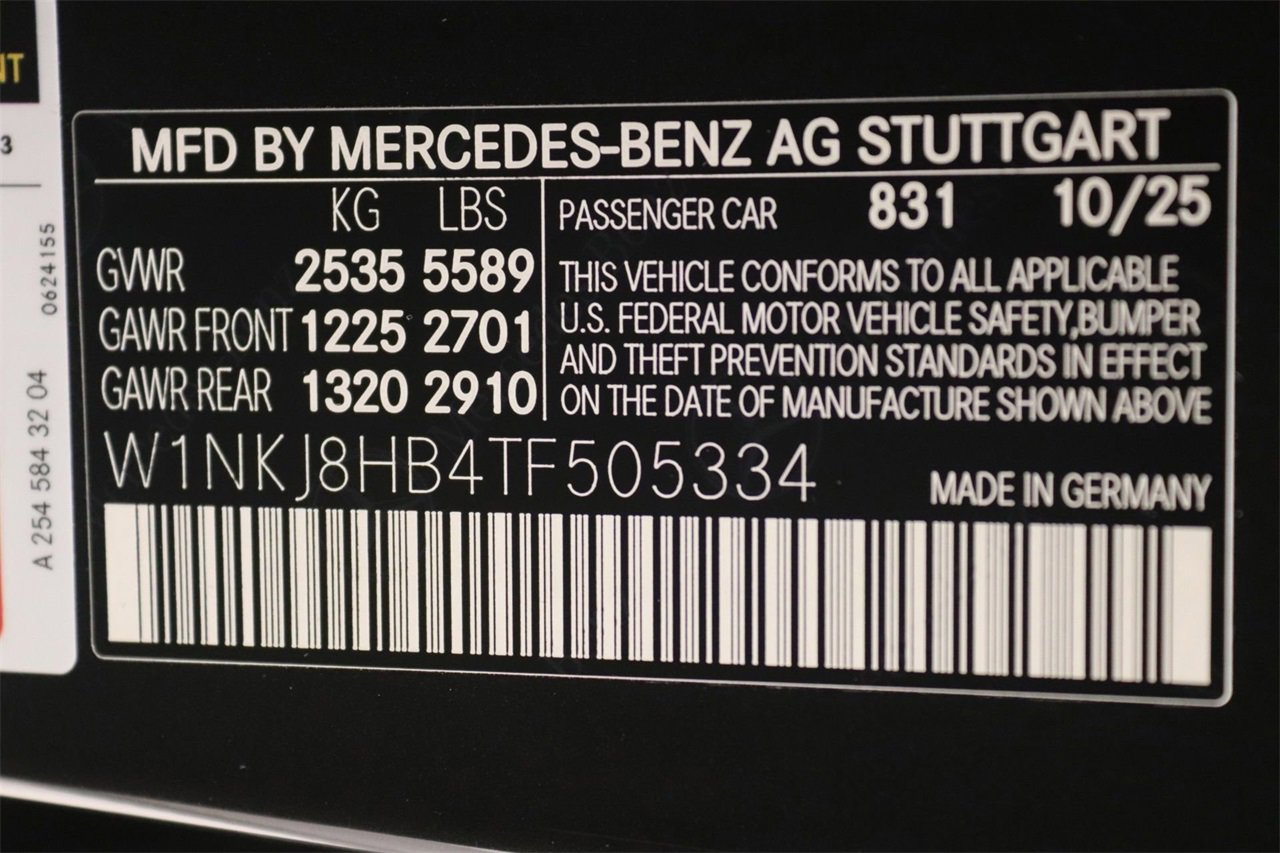 NT
3
0624155
A 254 584 32 04
MFD BY MERCEDES-BENZ AG STUTTGART
KG LBS
GVWR 2535 5589
GAWR FRONT 1225 2701
GAWR REAR 1320 2910
PASSENGER CAR 831 10/25
THIS VEHICLE CONFORMS TO ALL APPLICABLE
U.S. FEDERAL MOTOR VEHICLE SAFETY,BUMPER
AND THEFT PREVENTION STANDARDS IN EFFECT
ON THE DATE OF MANUFACTURE SHOWN ABOVE
W1NKJ8HB4TF505334
MADE IN GERMANY